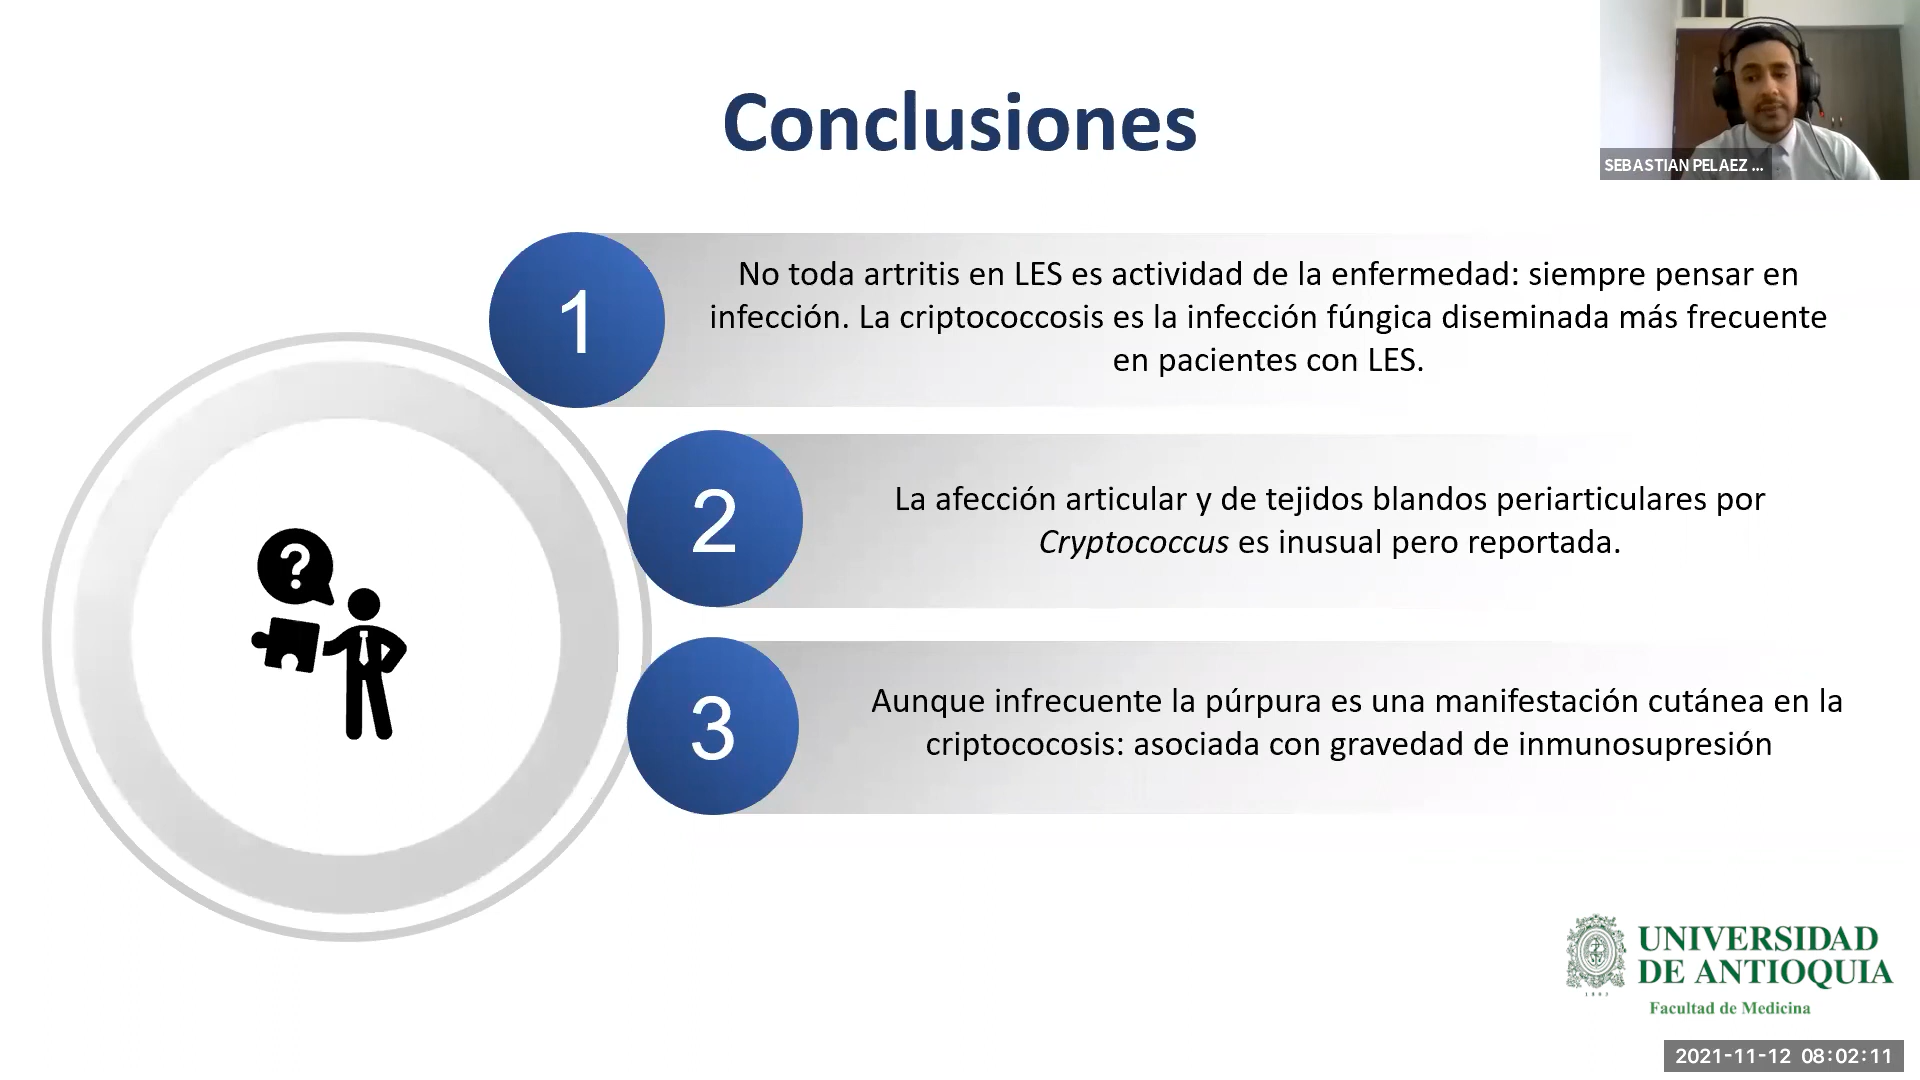 Conclusiones
SEBASTIAN PELAEZ ...
1
No toda artritis en LES es actividad de la enfermedad: siempre pensar en
infección. La criptococcosis es la infección fúngica diseminada más frecuente
en pacientes con LES.
2
La afección articular y de tejidos blandos periarticulares por
Cryptococcus es inusual pero reportada.
?
3
Aunque infrecuente la púrpura es una manifestación cutánea en la
criptococosis: asociada con gravedad de inmunosupresión
UNIVERSIDAD
DE ANTIOQUIA
1803
Facultad de Medicina
2021-11-12 08:02:11